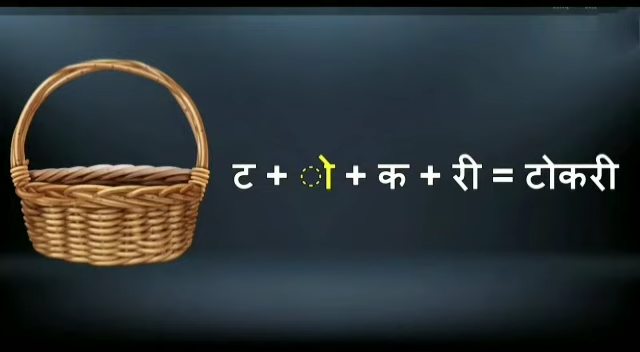 ट + ो + क + री = टोकरी